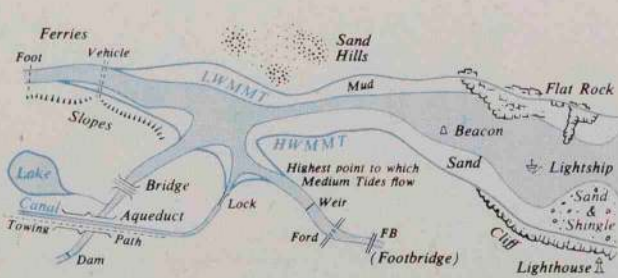 Ferries
Foot
Vehicle
Sand
Hills
LWMMT
Mud
Flat Rock
Slopes
HWMMT
Beacon
Highest point to which
Medium Tides flow
Sand
Lightship
Lake
Bridge
Canal
Aqueduct
Lock
Weir
Sand
&
Shingle
Towing Path
Ford
FB
(Footbridge)
Cliff
Dam
Lighthouse